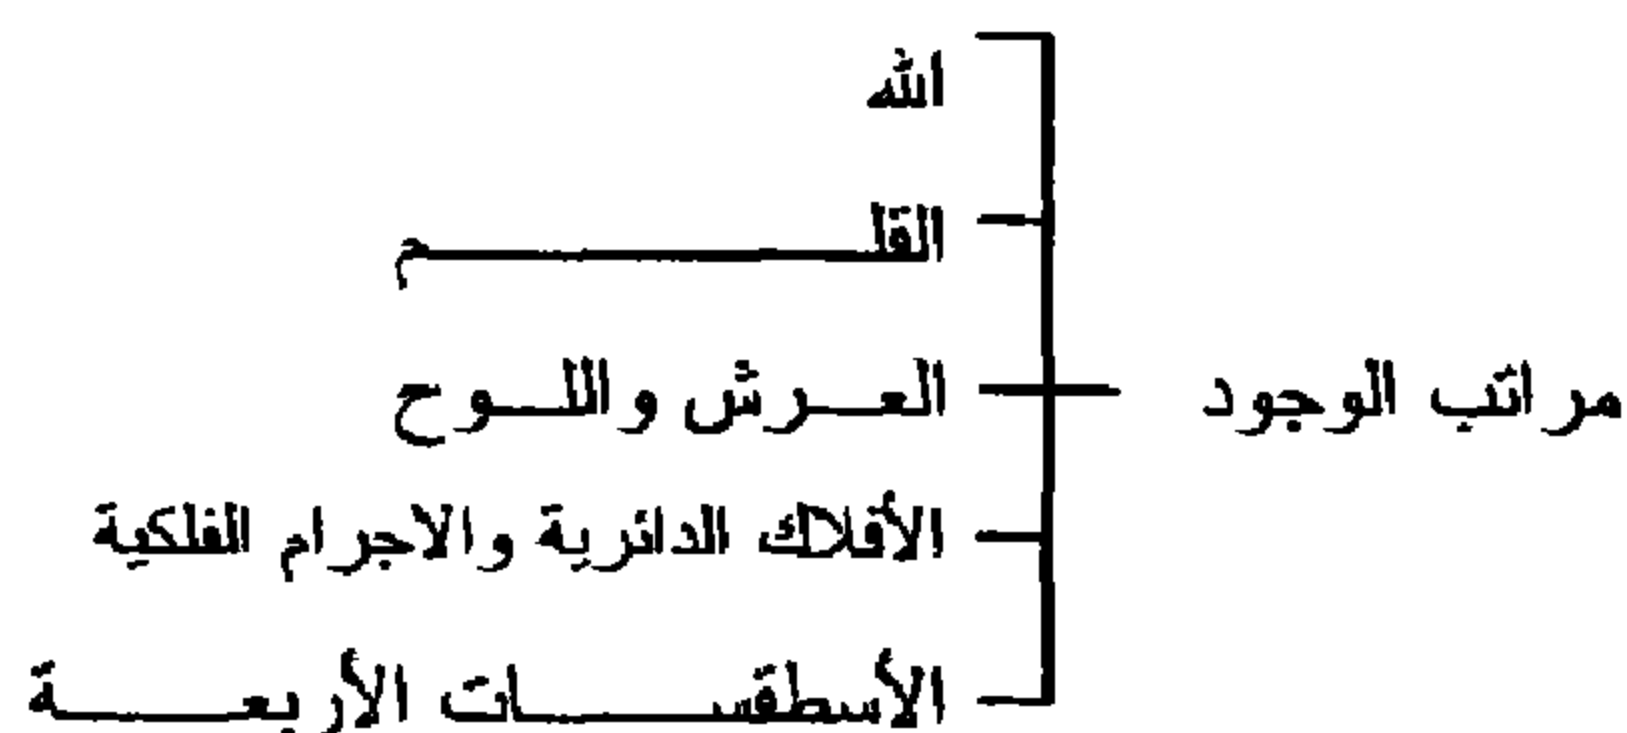 مراتب الوجود
الله
القلم
العرش واللوح
الأفلاك الدائرية والاجرام الفلكية
الأسطقسات الأربعة